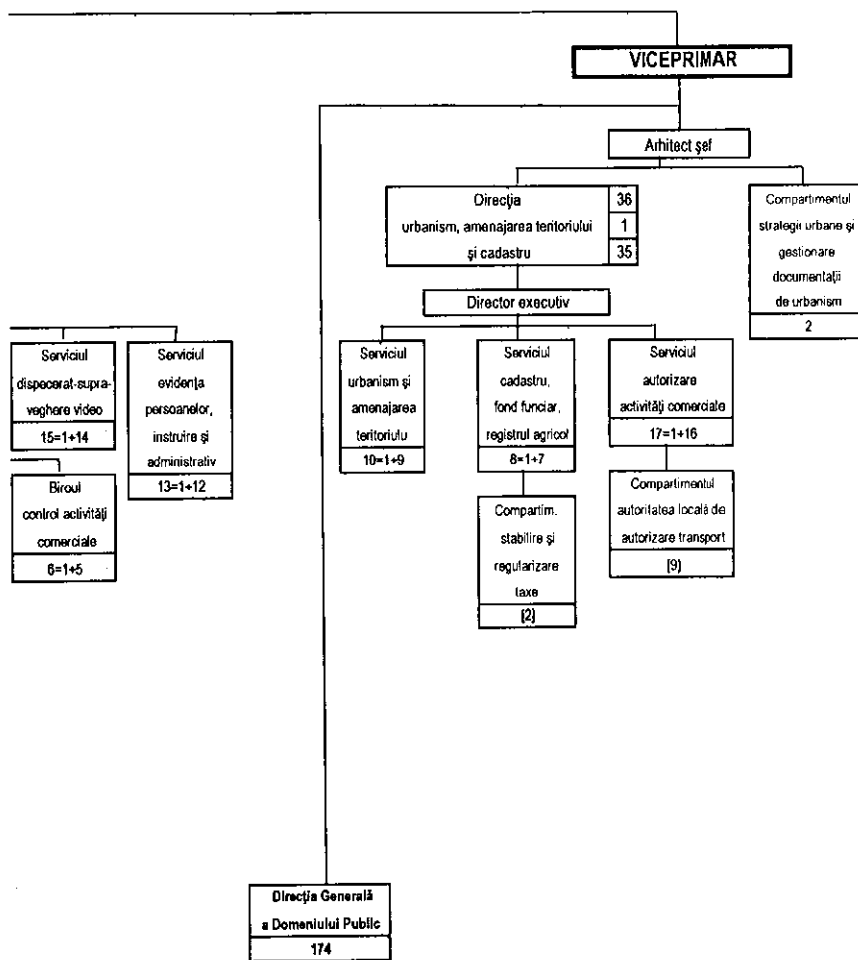 VICEPRIMAR
Arhitect şef
Direcţia
urbanism, amenajarea teritoriului
şi cadastru
36
1
35
Compartimentul
strategii urbane şi
gestionare
documentaţii
de urbanism
2
Director executiv
Serviciul
dispecerat-supra-
veghere video
15=1+14
Serviciul
evidenţa
persoanelor,
instruire şi
administrativ
13=1+12
Serviciul
urbanism şi
amenajarea
teritoriulu
10=1+9
Serviciul
cadastru,
fond funciar,
registrul agricol
8=1+7
Serviciul
autorizare
activităţi comerciale
17=1+16
Biroul
control activităţi
comerciale
6=1+5
Compartim.
stabilire şi
regularizare
taxe
[2]
Compartimentul
autoritatea locală de
autorizare transport
[9]
Direcţia Generală
a Domeniului Public
174